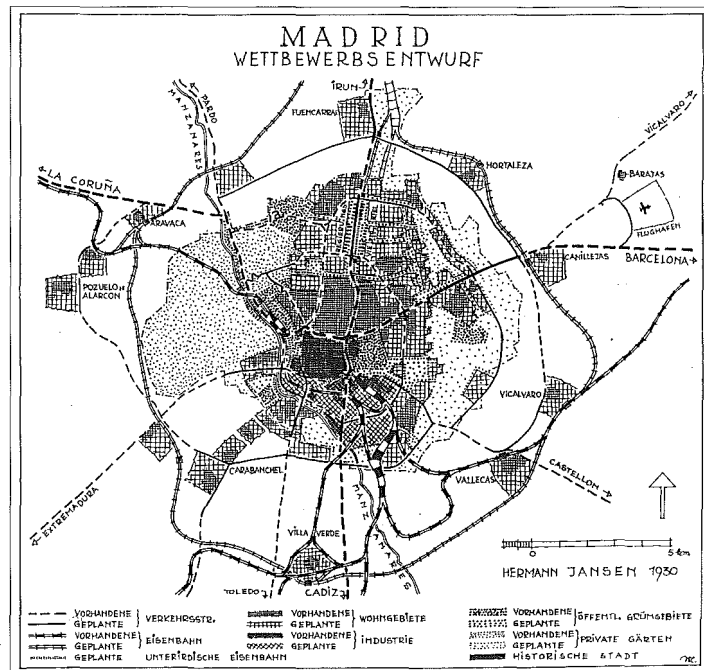 MADRID
WETTBEWERBSENTWURF
IRUN
PARDO
MANZANARES
FUENCARRAL
VICALVARO
HORTALEZA
BARAJAS
LA CORUÑA
ARAVACA
FLUGHAFEN
CANILLEJAS
BARCELONA
POZUELO D
ALARCON
VICALVARO
CARABANCHEL
CASTELLON
VALLECAS
EXTREMADURA
VILLA VERDE
MANZANARES
0 5 km
TOLEDO
CADIZ
HERMANN JANSEN 1930
VORHANDENE
GEPLANTE
VERKEHRSSTR.
VORHANDENE
GEPLANTE
EISENBAHN
GEPLANTE UNTERIRDISCHE EISENBAHN
VORHANDENE
GEPLANTE
WOHNGEBIETE
VORHANDENE
GEPLANTE
INDUSTRIE
VORHANDENE
GEPLANTE
ÖFFENTL. GRÜNGEBIETE
VORHANDENE
GEPLANTE
PRIVATE GÄRTEN
HISTORISCHE STADT